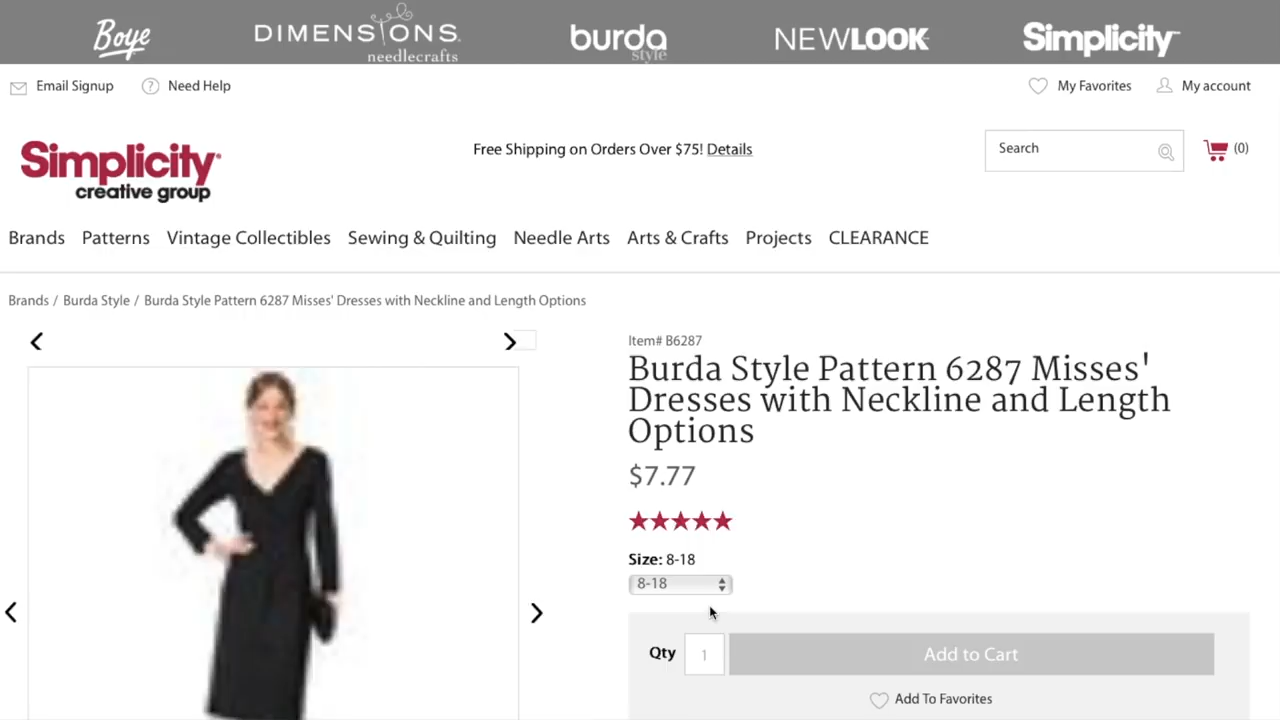 Boye
DIMENSIONS
needlecrafts
burda
style
NEWLOOK
Simplicity
Email Signup
Need Help
My Favorites
My account
Simplicity
creative group
Free Shipping on Orders Over $75! Details
Search
(0)
Brands Patterns Vintage Collectibles Sewing & Quilting Needle Arts Arts & Crafts Projects CLEARANCE
Brands / Burda Style / Burda Style Pattern 6287 Misses' Dresses with Neckline and Length Options
Item# B6287
Burda Style Pattern 6287 Misses'
Dresses with Neckline and Length
Options
$7.77
Size: 8-18
8-18
Qty 1 Add to Cart
Add To Favorites